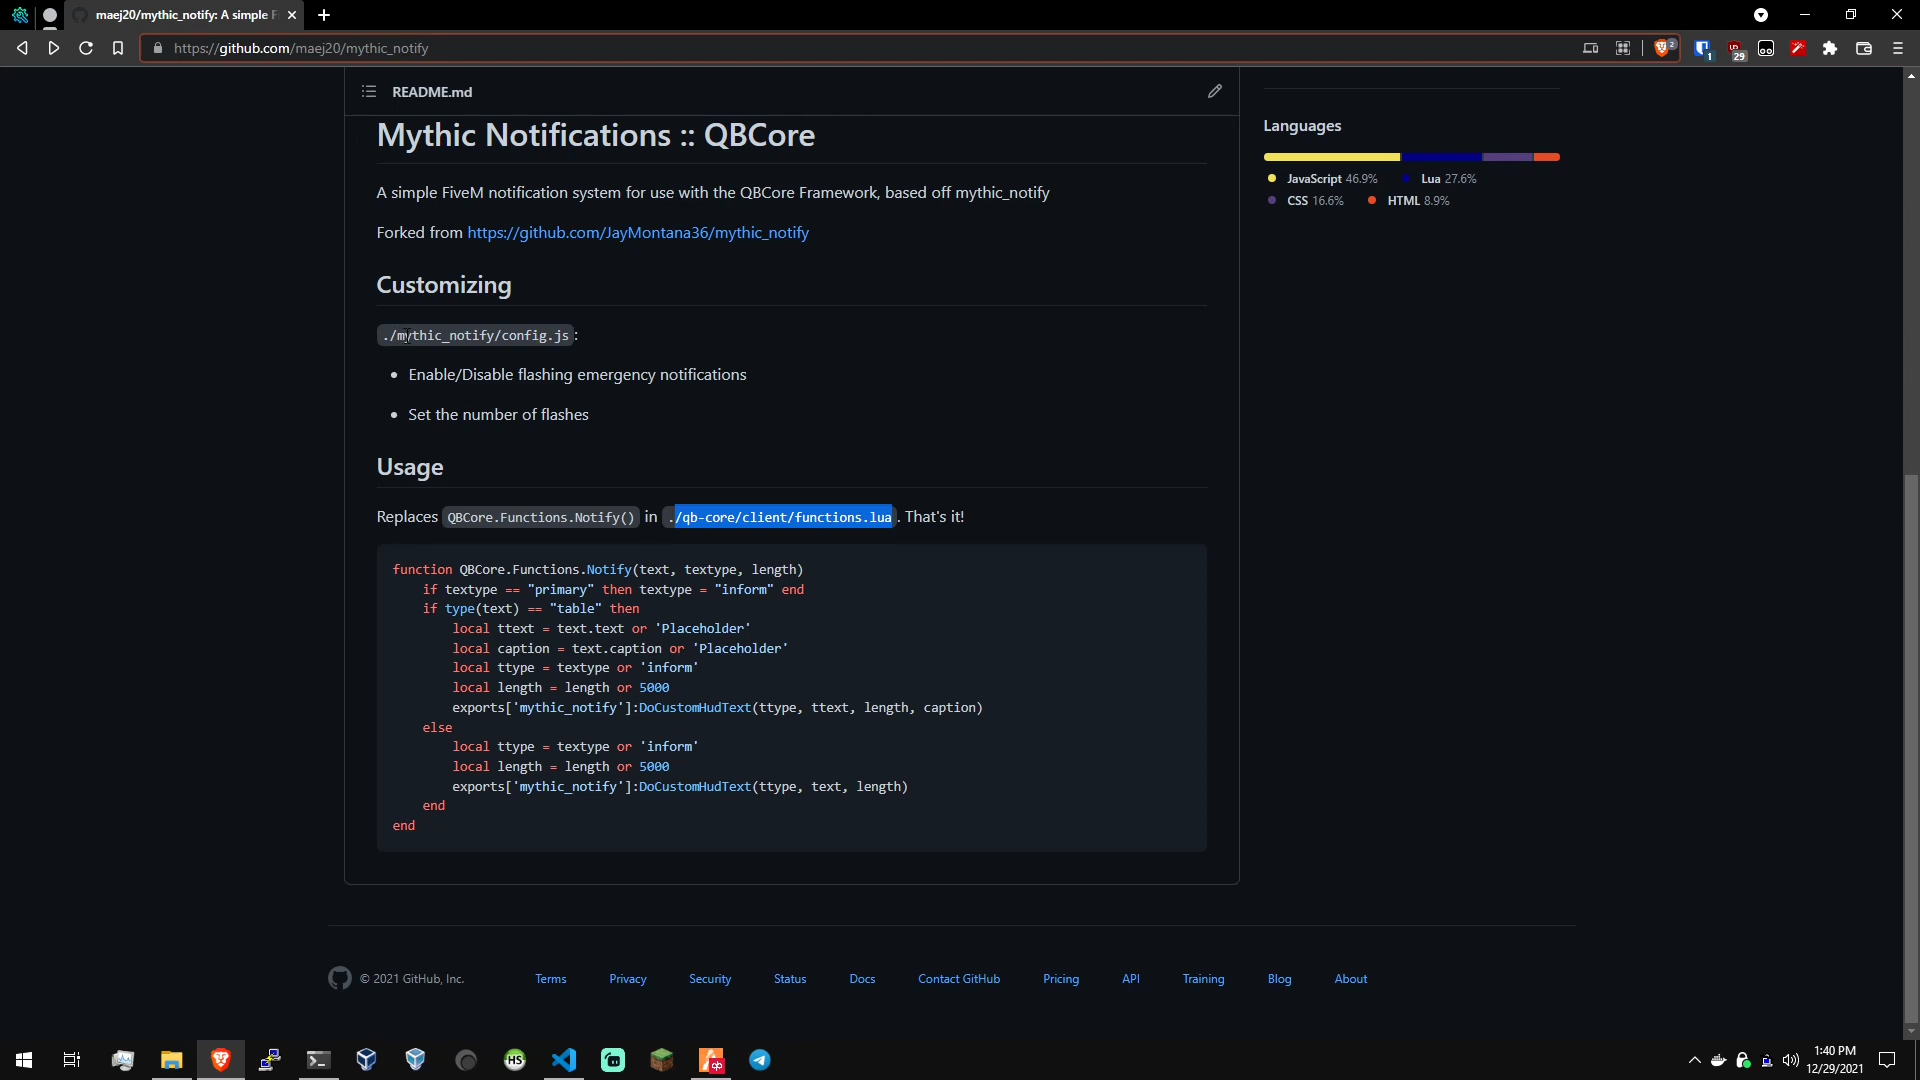 maej20/mythic_notify: A simple F
https://github.com/maej20/mythic_notify
2
1
29
README.md
Mythic Notifications :: QBCore
A simple FiveM notification system for use with the QBCore Framework, based off mythic_notify
Forked from https://github.com/JayMontana36/mythic_notify
Customizing
./mythic_notify/config.js:
• Enable/Disable flashing emergency notifications
• Set the number of flashes
Usage
Replaces QBCore.Functions.Notify() in ./qb-core/client/functions.lua. That's it!
function QBCore.Functions.Notify(text, textype, length)
    if textype == "primary" then textype = "inform" end
    if type(text) == "table" then
        local ttext = text.text or 'Placeholder'
        local caption = text.caption or 'Placeholder'
        local ttype = textype or 'inform'
        local length = length or 5000
        exports['mythic_notify']:DoCustomHudText(ttype, ttext, length, caption)
    else
        local ttype = textype or 'inform'
        local length = length or 5000
        exports['mythic_notify']:DoCustomHudText(ttype, text, length)
    end
end
Languages
JavaScript 46.9% Lua 27.6%
CSS 16.6% HTML 8.9%
© 2021 GitHub, Inc. Terms Privacy Security Status Docs Contact GitHub Pricing API Training Blog About
HS
qb
1:40 PM
12/29/2021